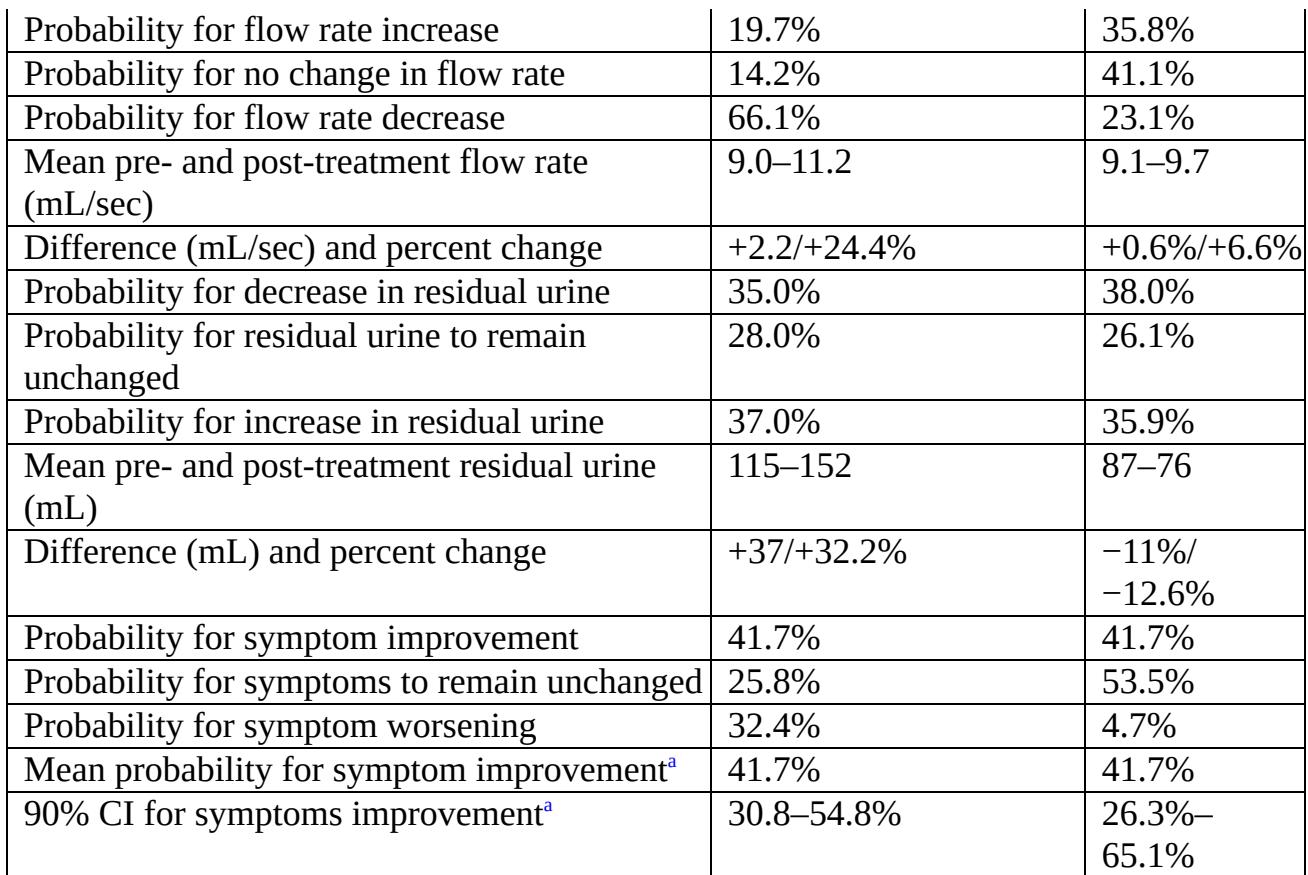 Probability for flow rate increase 19.7% 35.8%
Probability for no change in flow rate 14.2% 41.1%
Probability for flow rate decrease 66.1% 23.1%
Mean pre- and post-treatment flow rate 9.0–11.2 9.1–9.7
(mL/sec)
Difference (mL/sec) and percent change +2.2/+24.4% +0.6%/+6.6%
Probability for decrease in residual urine 35.0% 38.0%
Probability for residual urine to remain 28.0% 26.1%
unchanged
Probability for increase in residual urine 37.0% 35.9%
Mean pre- and post-treatment residual urine 115–152 87–76
(mL)
Difference (mL) and percent change +37/+32.2% −11%/
−12.6%
Probability for symptom improvement 41.7% 41.7%
Probability for symptoms to remain unchanged 25.8% 53.5%
Probability for symptom worsening 32.4% 4.7%
Mean probability for symptom improvementa 41.7% 41.7%
90% CI for symptoms improvementa 30.8–54.8% 26.3%–
65.1%